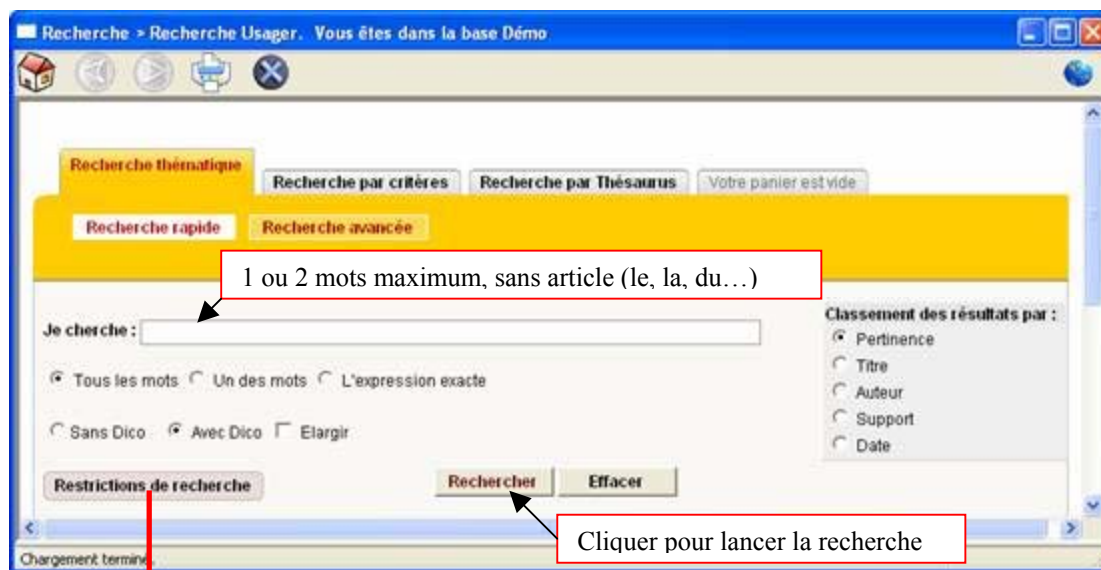 Recherche > Recherche Usager. Vous êtes dans la base Démo
Recherche thématique
Recherche par critères
Recherche par Thésaurus
Votre panier est vide
Recherche rapide
Recherche avancée
1 ou 2 mots maximum, sans article (le, la, du…)
Je cherche :
Classement des résultats par :
Pertinence
Titre
Auteur
Support
Date
Tous les mots Un des mots L'expression exacte
Sans Dico Avec Dico Elargir
Restrictions de recherche
Rechercher
Effacer
Cliquer pour lancer la recherche
Chargement terminé.